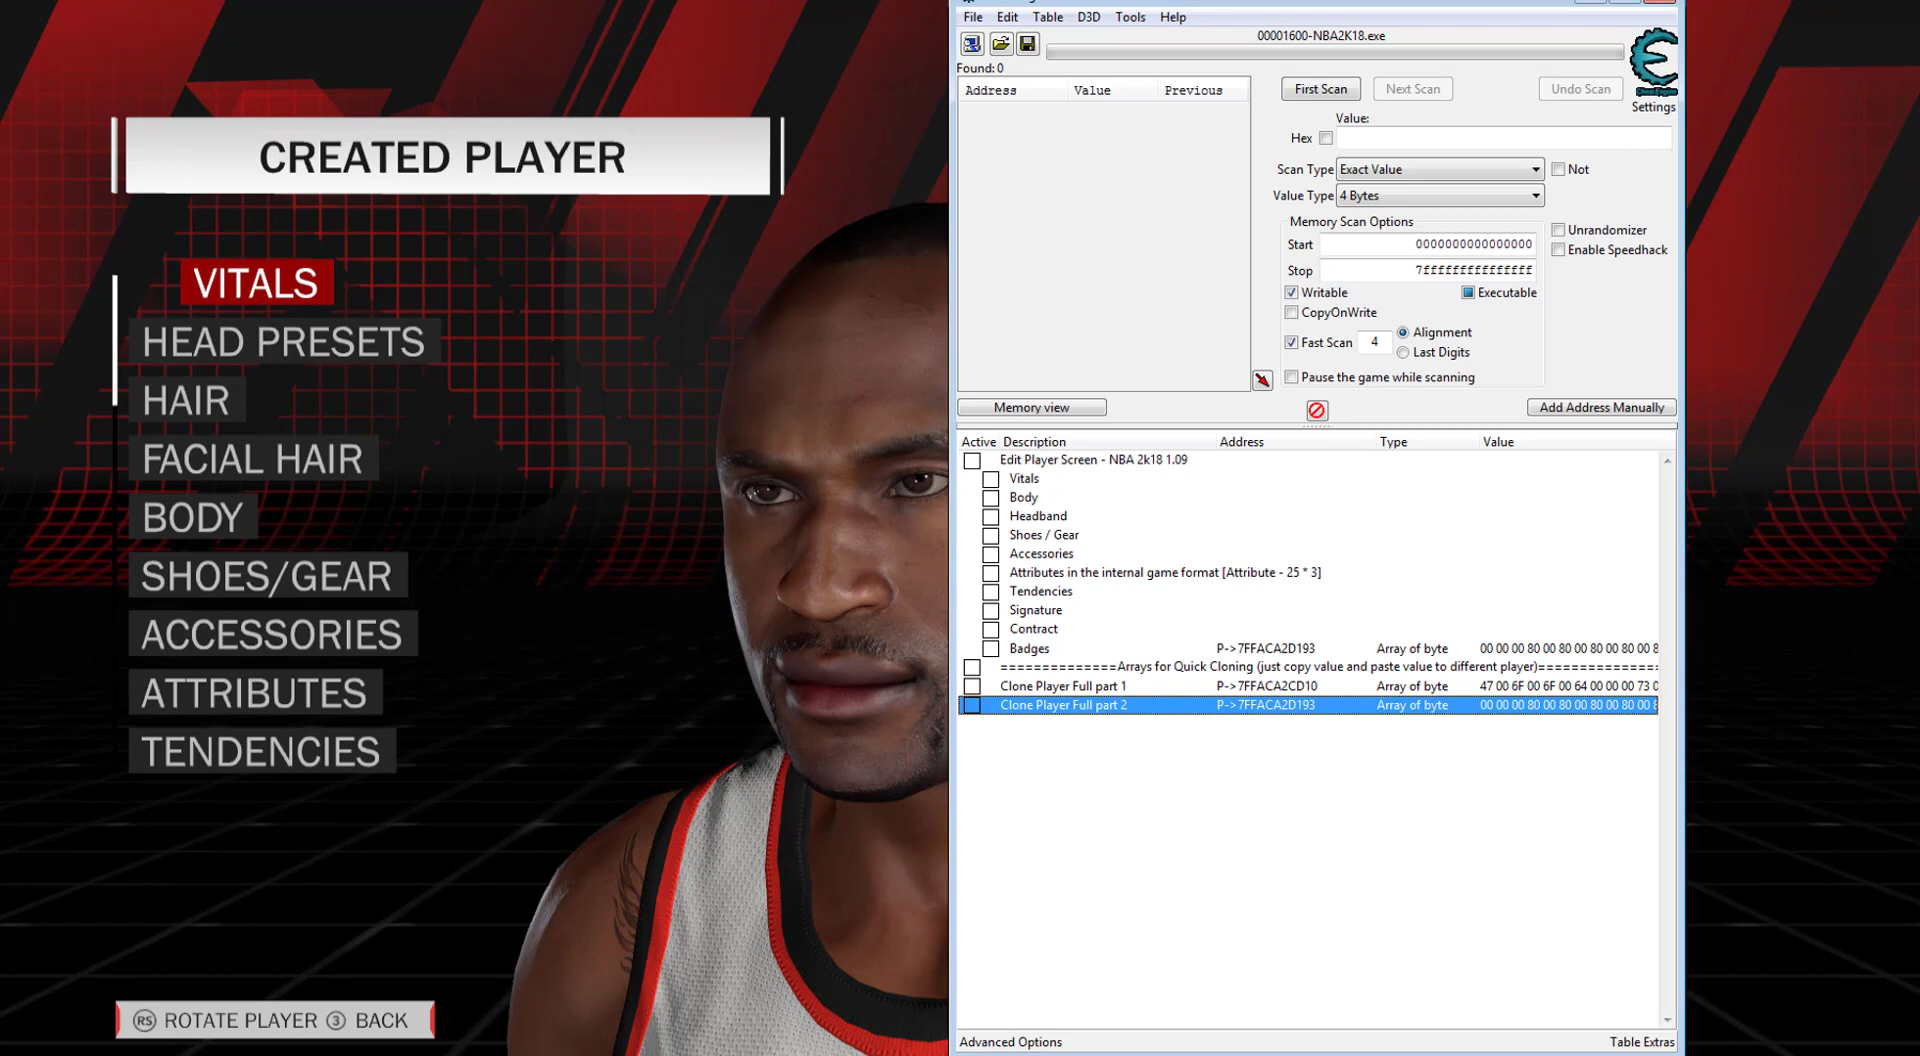 CREATED PLAYER
VITALS
HEAD PRESETS
HAIR
FACIAL HAIR
BODY
SHOES/GEAR
ACCESSORIES
ATTRIBUTES
TENDENCIES
RS ROTATE PLAYER 3 BACK
File Edit Table D3D Tools Help
00001600-NBA2K18.exe
Found: 0
Address Value Previous
First Scan Next Scan Undo Scan
Settings
Value:
Hex
Scan Type Exact Value Not
Value Type 4 Bytes
Memory Scan Options
Start 0000000000000000
Unrandomizer
Stop 7fffffffffffffff
Enable Speedhack
Writable Executable
CopyOnWrite
Fast Scan 4 Alignment
Last Digits
Pause the game while scanning
Memory view Add Address Manually
Active Description Address Type Value
Edit Player Screen - NBA 2k18 1.09
Vitals
Body
Headband
Shoes / Gear
Accessories
Attributes in the internal game format [Attribute - 25 * 3]
Tendencies
Signature
Contract
Badges P->7FFACA2D193 Array of byte 00 00 00 80 00 80 00 80 00 80 00 8
==============Arrays for Quick Cloning (just copy value and paste value to different player)=================
Clone Player Full part 1 P->7FFACA2CD10 Array of byte 47 00 6F 00 6F 00 64 00 00 00 73 0
Clone Player Full part 2 P->7FFACA2D193 Array of byte 00 00 00 80 00 80 00 80 00 80 00 8
Advanced Options Table Extras